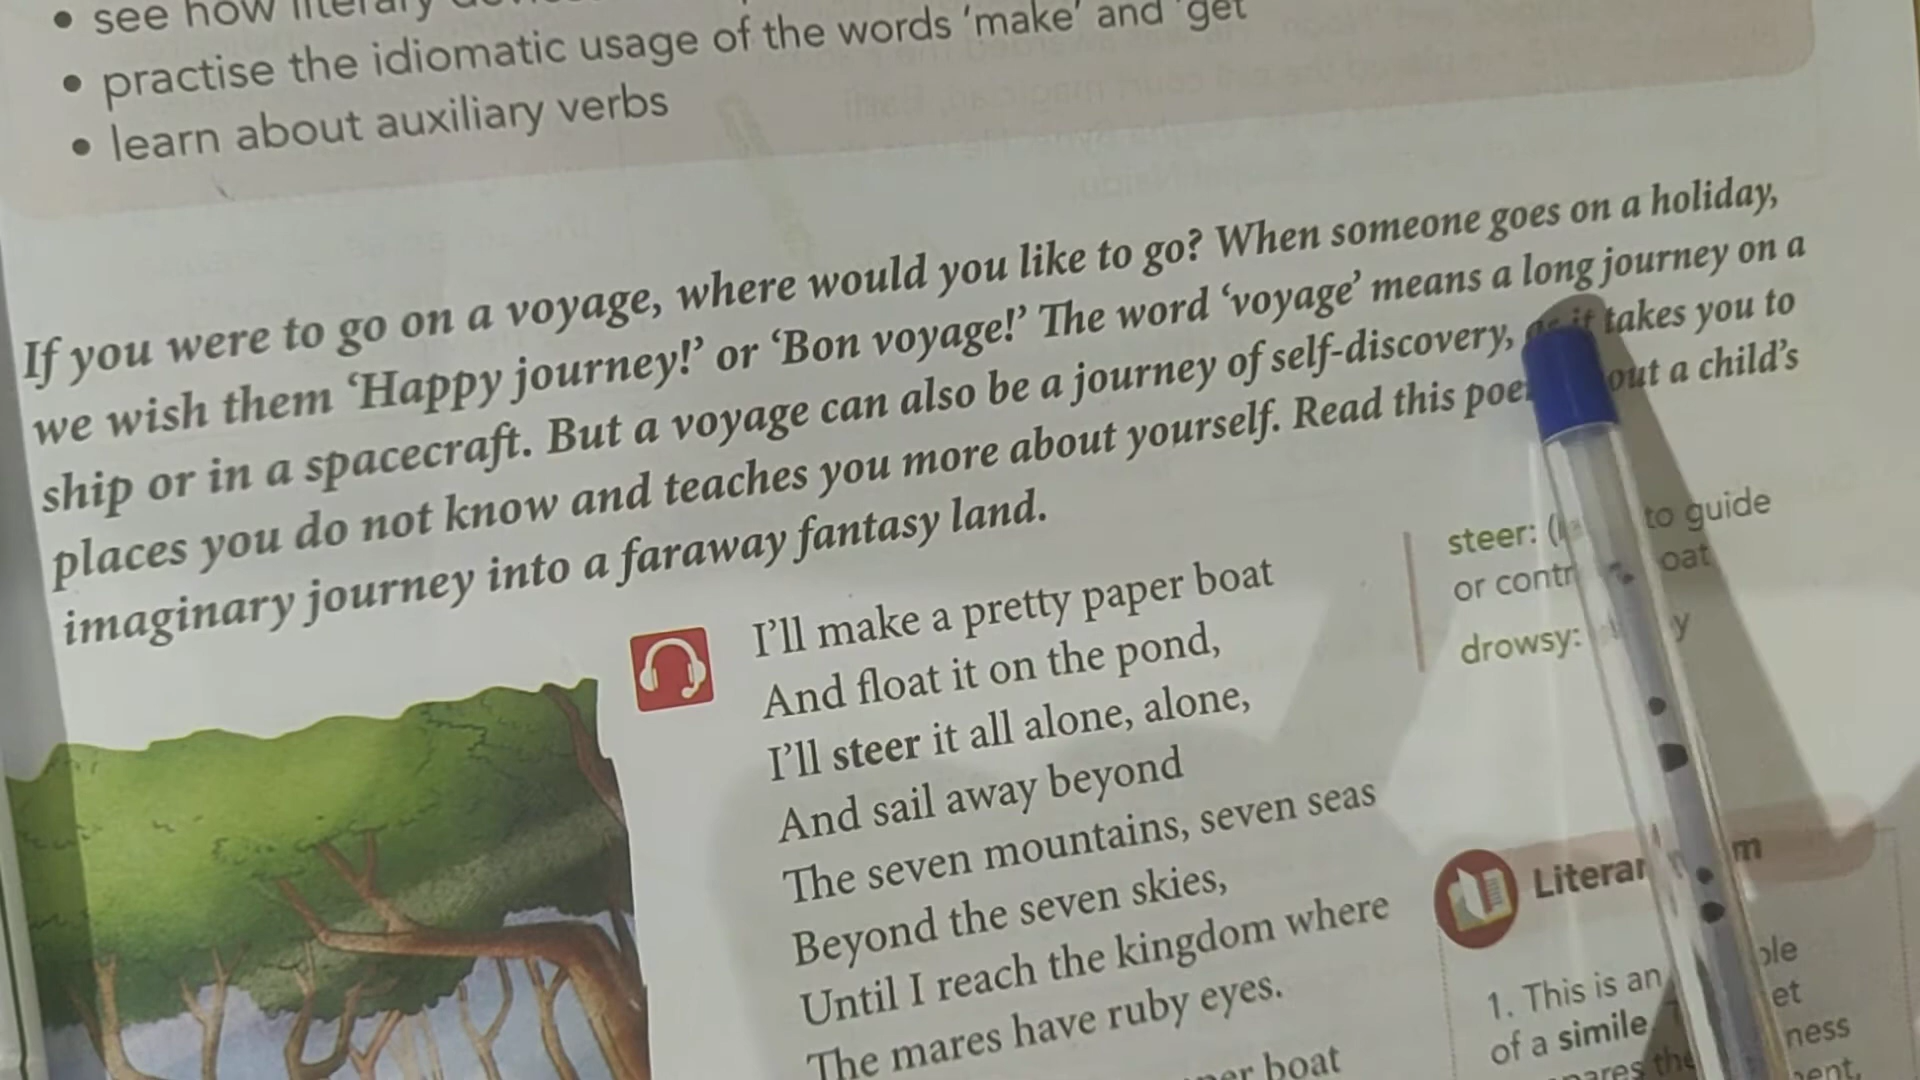 • see how literary
• practise the idiomatic usage of the words 'make' and 'get
• learn about auxiliary verbs
If you were to go on a voyage, where would you like to go? When someone goes on a holiday,
we wish them 'Happy journey!' or 'Bon voyage!' The word 'voyage' means a long journey on a
ship or in a spacecraft. But a voyage can also be a journey of self-discovery, as it takes you to
places you do not know and teaches you more about yourself. Read this a child's
imaginary journey into a faraway fantasy land.
I'll make a pretty paper boat
And float it on the pond,
I'll steer it all alone, alone,
And sail away beyond
The seven mountains, seven seas
Beyond the seven skies,
Until I reach the kingdom where
The mares have ruby eyes.
boat
steer: to guide
or
drowsy:
1. This is an
of a simile
the